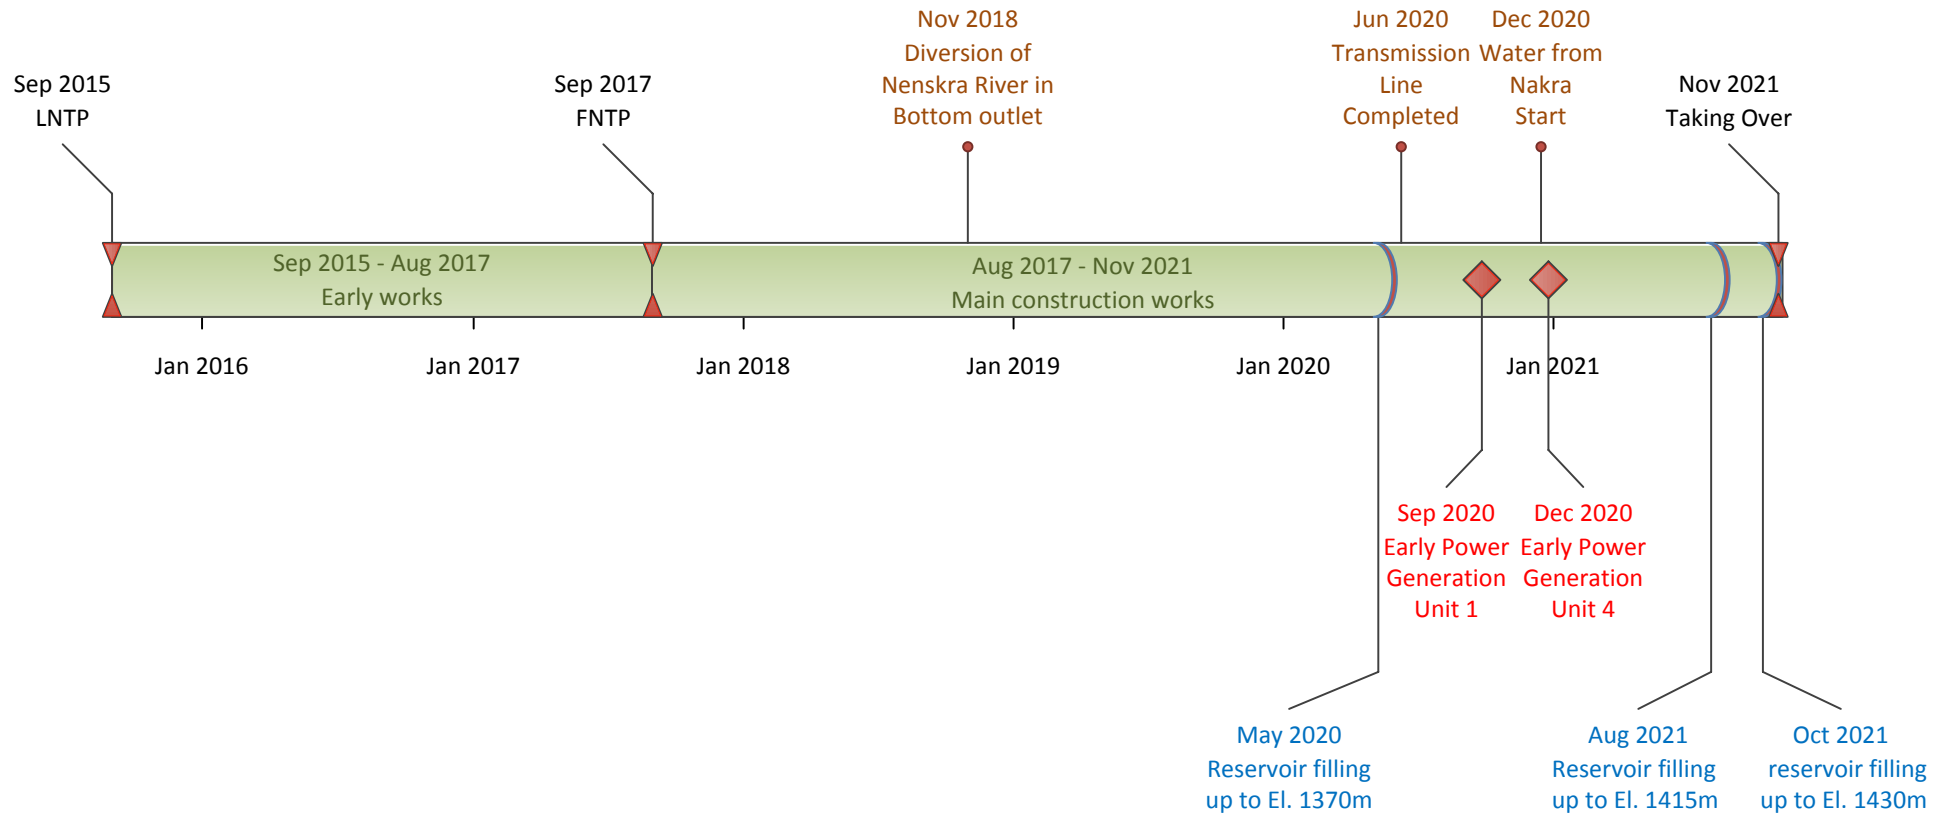 Sep 2015
LNTP
Sep 2017
FNTP
Nov 2018
Diversion of
Nenskra River in
Bottom outlet
Jun 2020
Transmission
Line
Completed
Dec 2020
Water from
Nakra
Start
Nov 2021
Taking Over
Sep 2015 - Aug 2017
Early works
Aug 2017 - Nov 2021
Main construction works
Jan 2016
Jan 2017
Jan 2018
Jan 2019
Jan 2020
Jan 2021
Sep 2020
Early Power
Generation
Unit 1
Dec 2020
Early Power
Generation
Unit 4
May 2020
Reservoir filling
up to El. 1370m
Aug 2021
Reservoir filling
up to El. 1415m
Oct 2021
reservoir filling
up to El. 1430m